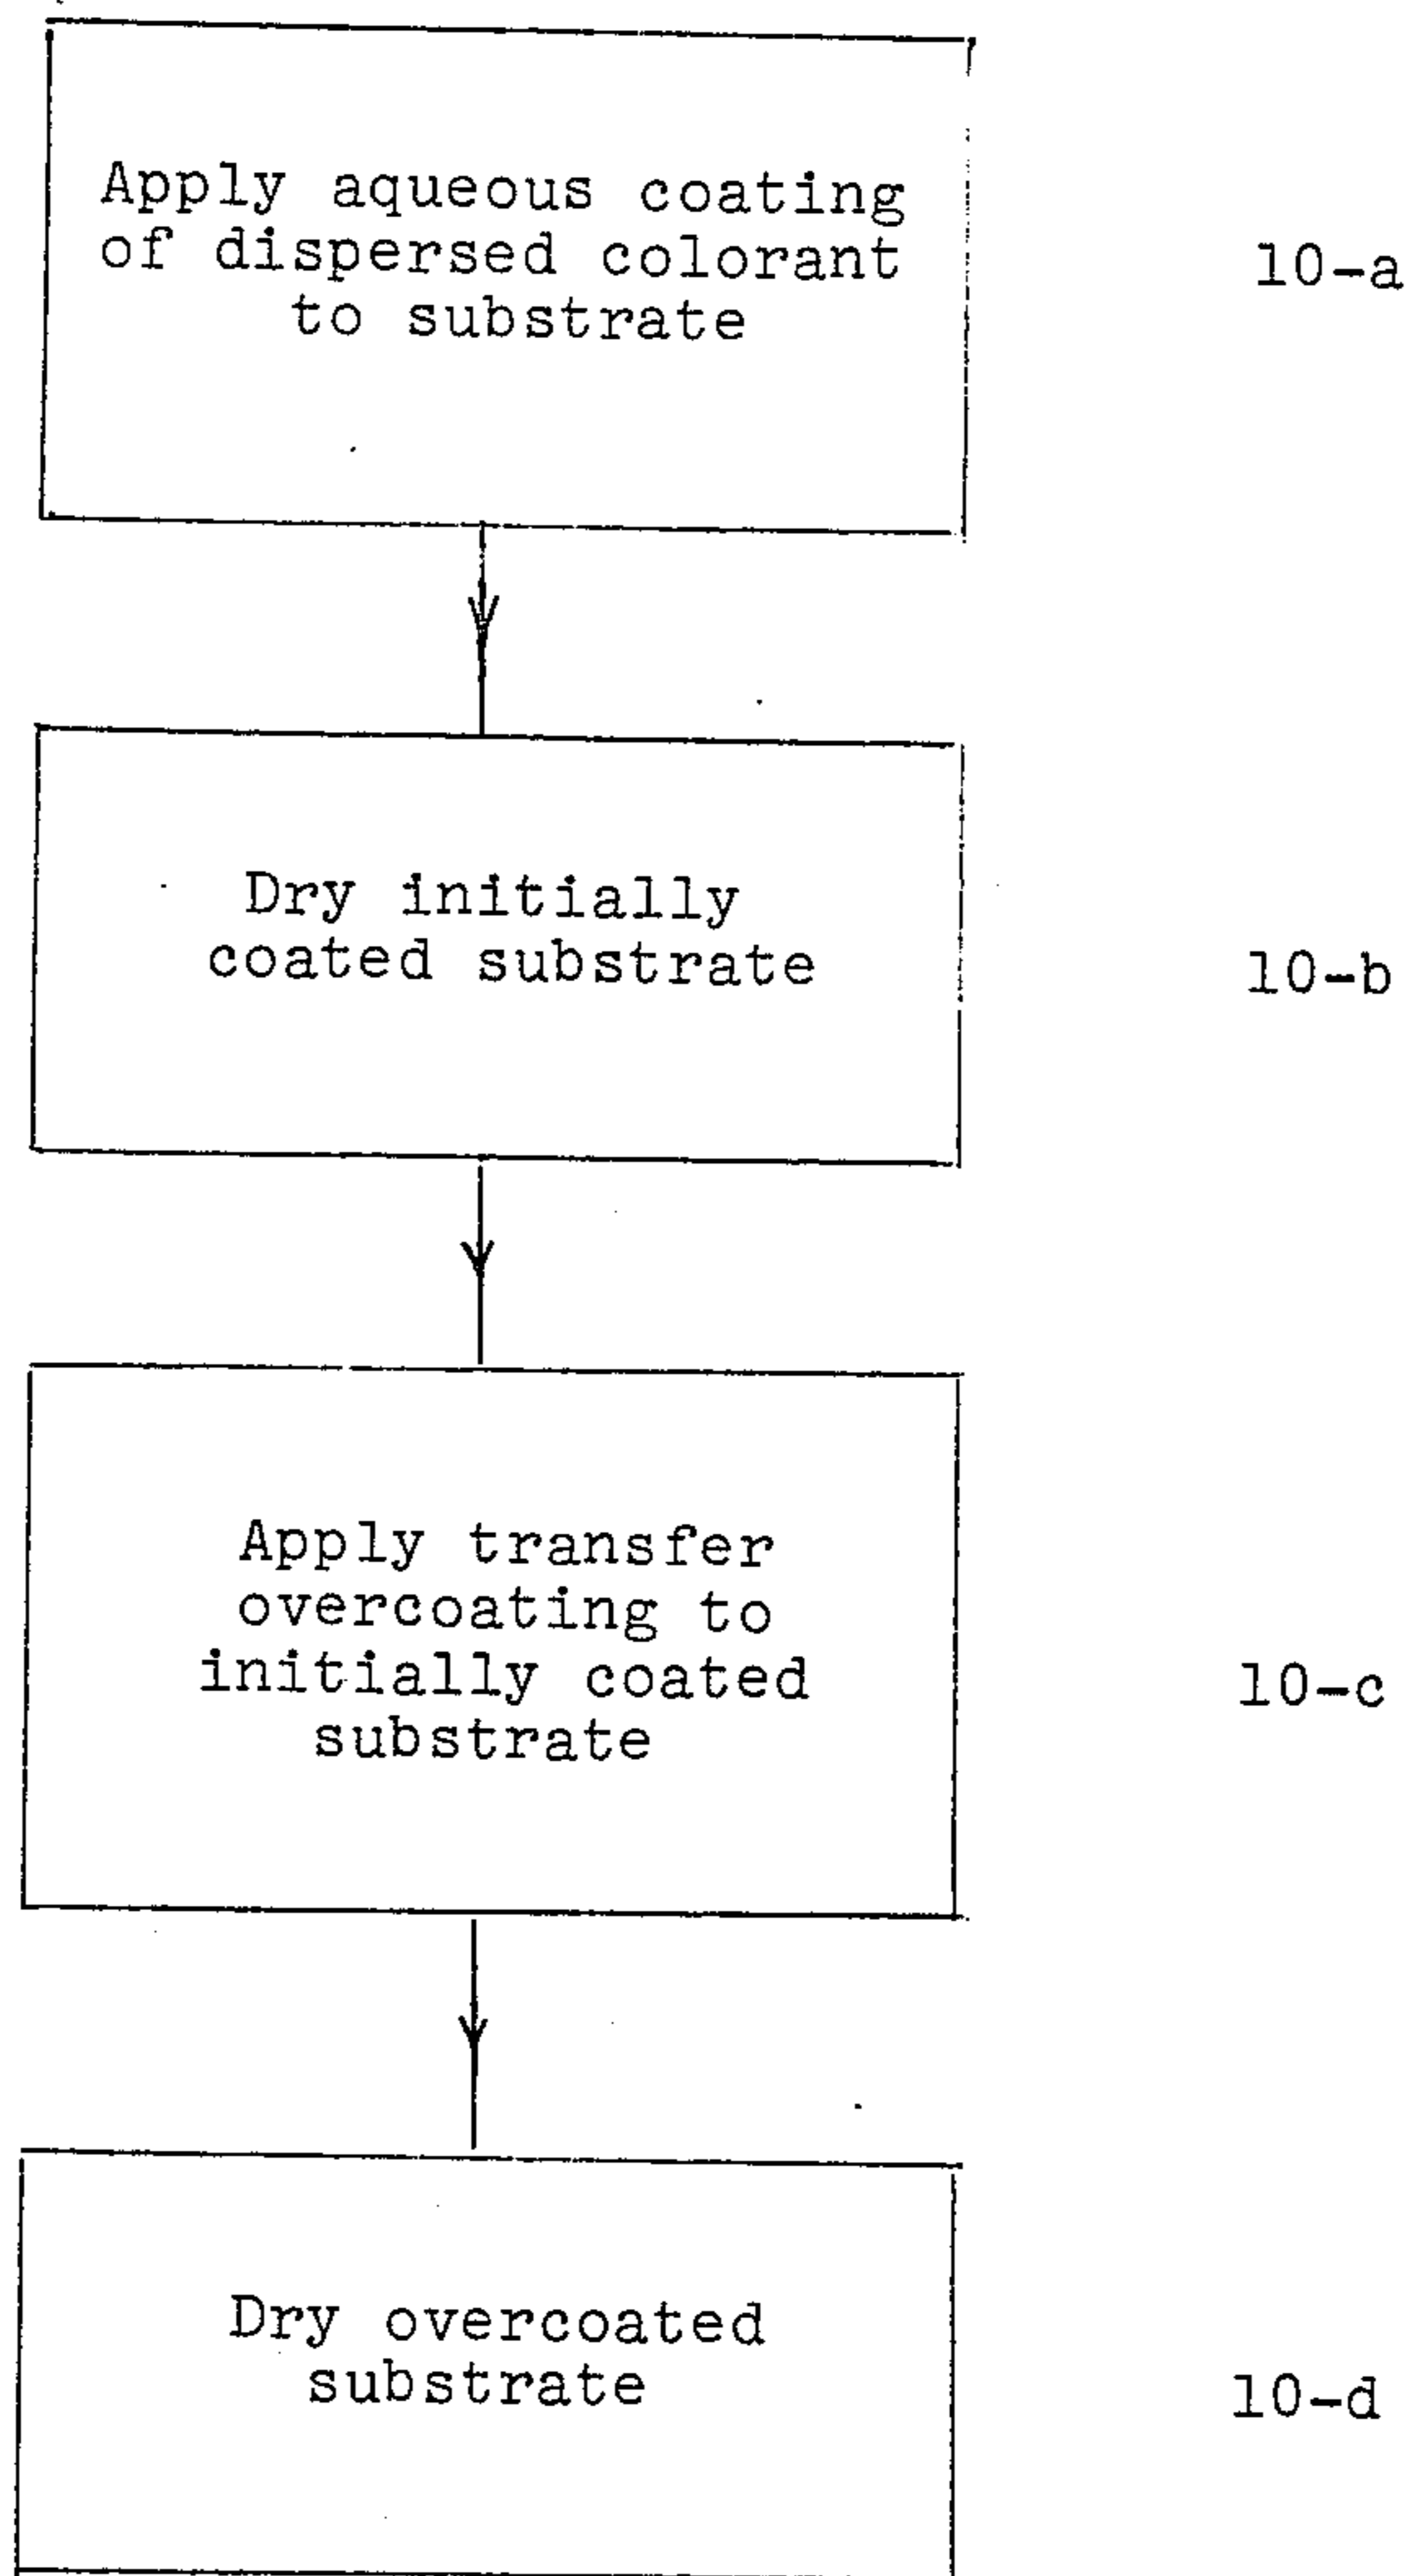 Apply aqueous coating
of dispersed colorant
to substrate
10-a
Dry initially
coated substrate
10-b
Apply transfer
overcoating to
initially coated
substrate
10-c
Dry overcoated
substrate
10-d